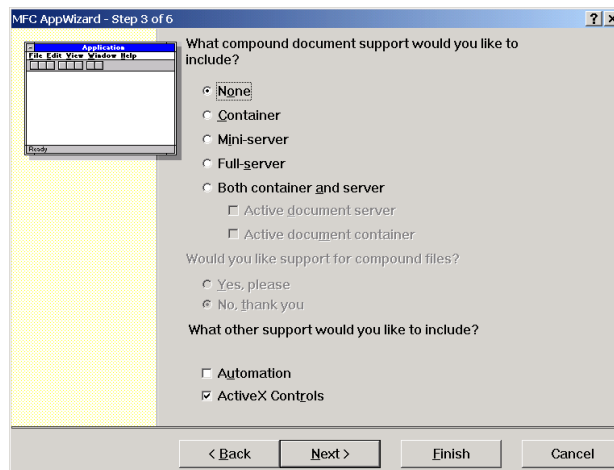 MFC AppWizard - Step 3 of 6
Application
File Edit View Window Help
Ready
What compound document support would you like to
include?
None
Container
Mini-server
Full-server
Both container and server
Active document server
Active document container
Would you like support for compound files?
Yes, please
No, thank you
What other support would you like to include?
Automation
ActiveX Controls
< Back Next > Finish Cancel